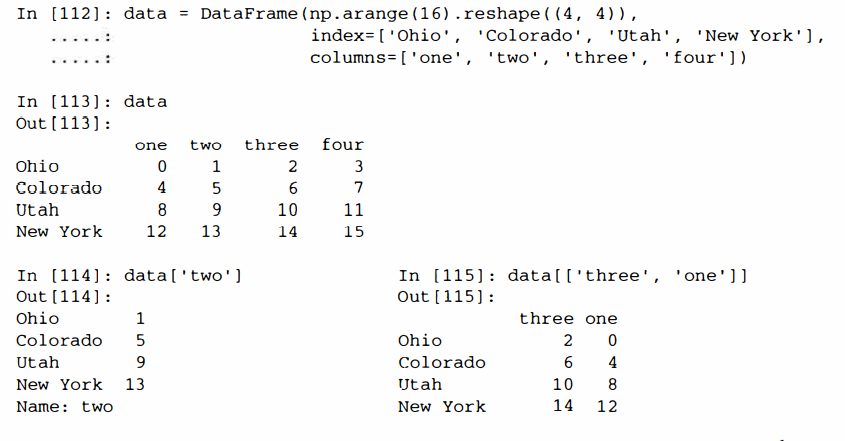 In [112]: data = DataFrame(np.arange(16).reshape((4, 4)),
   .....:                  index=['Ohio', 'Colorado', 'Utah', 'New York'],
   .....:                  columns=['one', 'two', 'three', 'four'])
In [113]: data
Out[113]:
          one  two  three  four
Ohio        0    1      2     3
Colorado    4    5      6     7
Utah        8    9     10    11
New York   12   13     14    15
In [114]: data['two']
Out[114]:
Ohio        1
Colorado    5
Utah        9
New York   13
Name: two
In [115]: data[['three', 'one']]
Out[115]:
          three one
Ohio          2   0
Colorado      6   4
Utah         10   8
New York     14  12